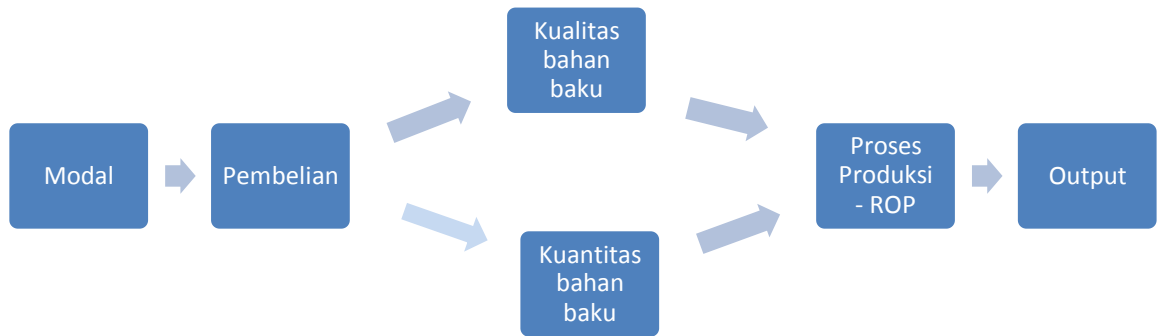 Modal
Pembelian
Kualitas
bahan
baku
Kuantitas
bahan
baku
Proses
Produksi
- ROP
Output